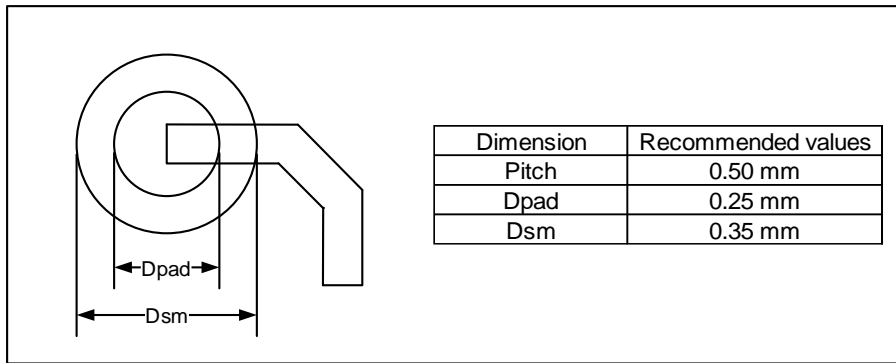 Dpad
Dsm
Dimension Recommended values
Pitch 0.50 mm
Dpad 0.25 mm
Dsm 0.35 mm